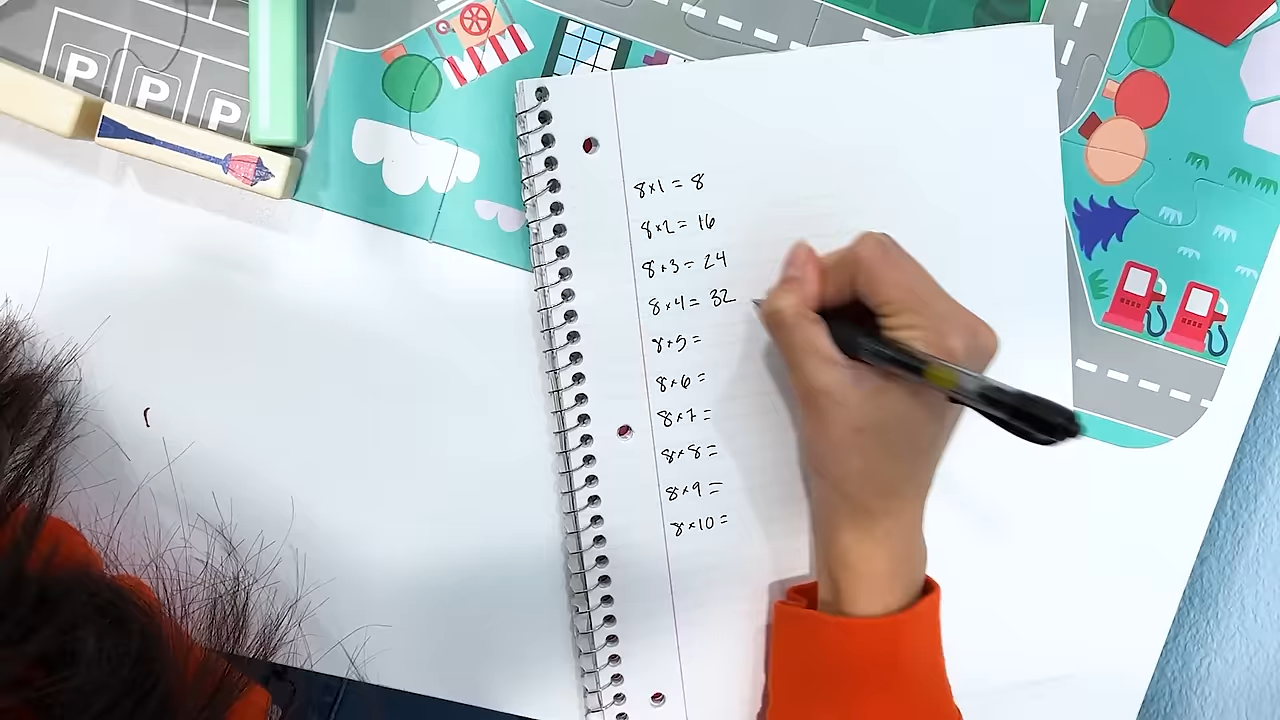 P P P
8×1 = 8
8×2 = 16
8×3 = 24
8×4 = 32
8×5 =
8×6 =
8×7 =
8×8 =
8×9 =
8×10 =